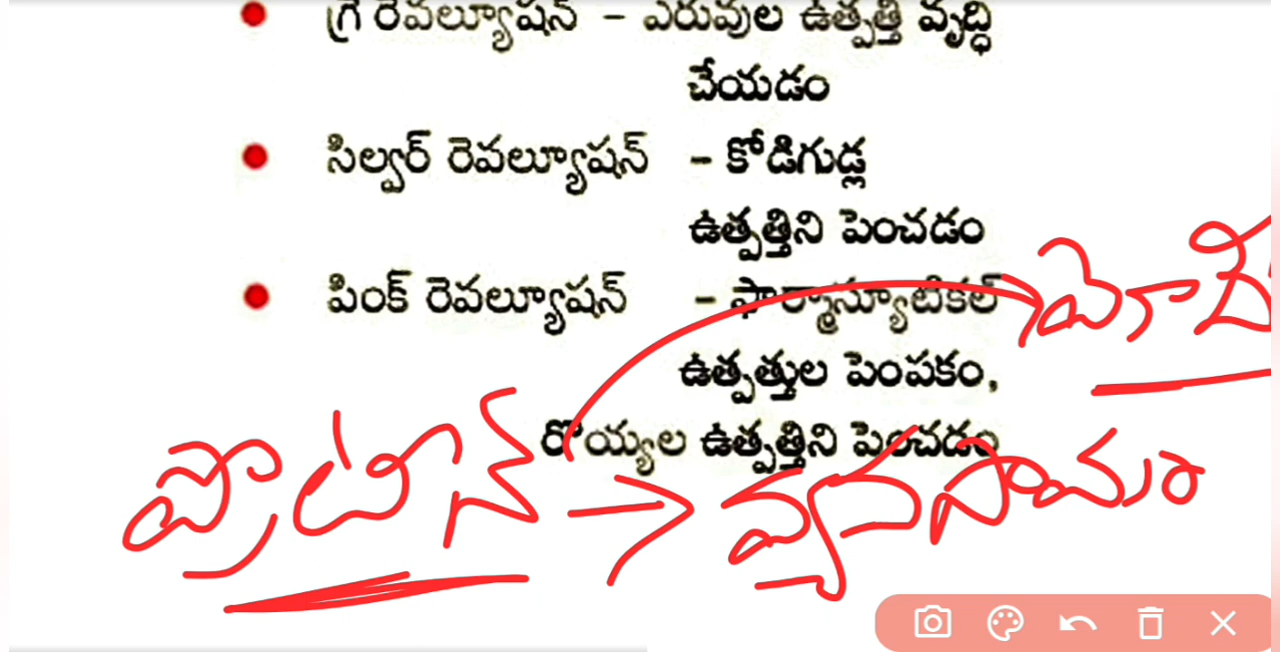 గ్రే రెవల్యూషన్ – ఎరువుల ఉత్పత్తి వృద్ధి
చేయడం
సిల్వర్ రెవల్యూషన్ – కోడిగుడ్ల
ఉత్పత్తిని పెంచడం
పింక్ రెవల్యూషన్ – ఫార్మాస్యూటికల్
ఉత్పత్తుల పెంపకం,
రొయ్యల ఉత్పత్తిని పెంచడం
ప్రొటీన్ → వ్యవసాయం